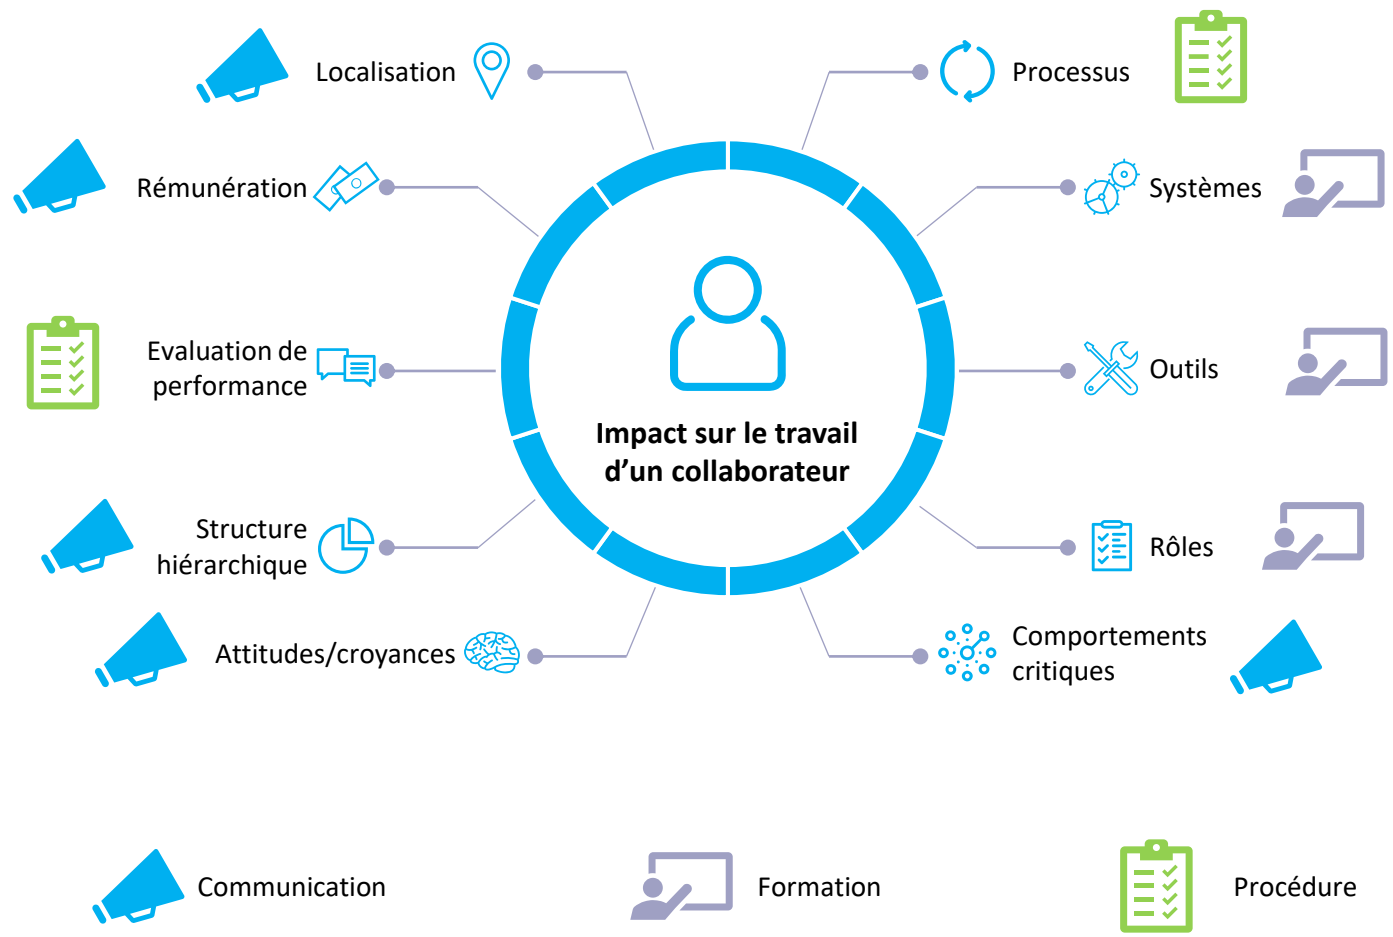 Localisation
Processus
Rémunération
Systèmes
Evaluation de
performance
Outils
Impact sur le travail
d’un collaborateur
Structure
hiérarchique
Rôles
Attitudes/croyances
Comportements
critiques
Communication
Formation
Procédure